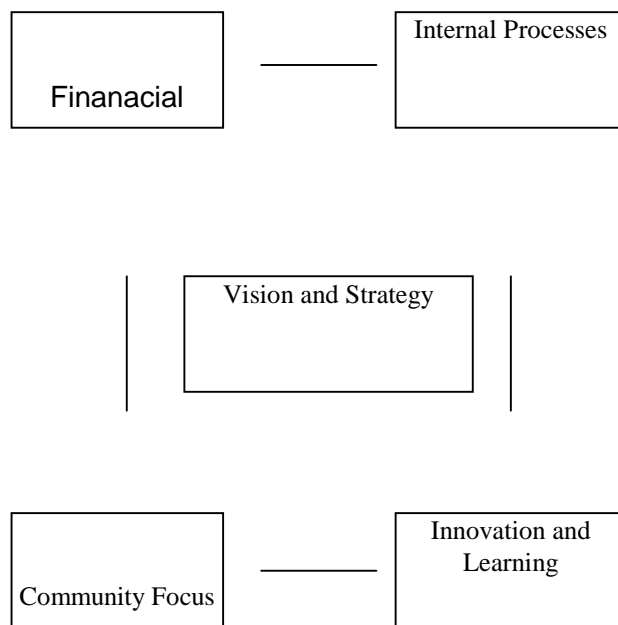 Internal Processes
Finanacial
Vision and Strategy
Innovation and
Learning
Community Focus